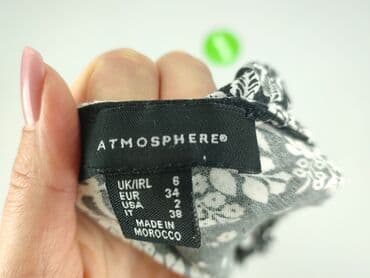 ATMOSPHERE®
UK/IRL 6
EUR 34
USA 2
IT 38
MADE IN
MOROCCO